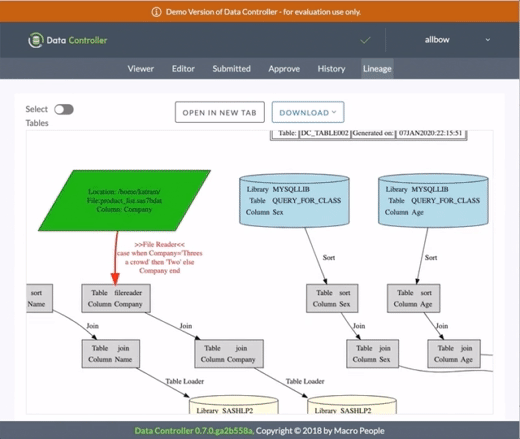 Demo Version of Data Controller - for evaluation use only.
Data Controller
allbow
Viewer Editor Submitted Approve History Lineage
Select
Tables
OPEN IN NEW TAB
DOWNLOAD
Table: DC_TABLE002 Generated on: 07JAN2020:22:15:51
Location: /home/katram/
File:product_list.sas7bdat
Column: Company
Library MYSQLLIB
Table QUERY_FOR_CLASS
Column Sex
Library MYSQLLIB
Table QUERY_FOR_CLASS
Column Age
>>File Reader<<
case when Company='Threes
a crowd' then 'Two' else
Company end
Sort
Sort
sort
Name
Table filereader
Column Company
Table sort
Column Sex
Table sort
Column Age
Join
Join
Join
Join
Table join
Column Name
Table join
Column Company
Table join
Column Sex
Table join
Column Age
Table Loader
Table Loader
Library SASHLP2
Library SASHLP2
Data Controller 0.7.0.ga2b558a, Copyright © 2018 by Macro People